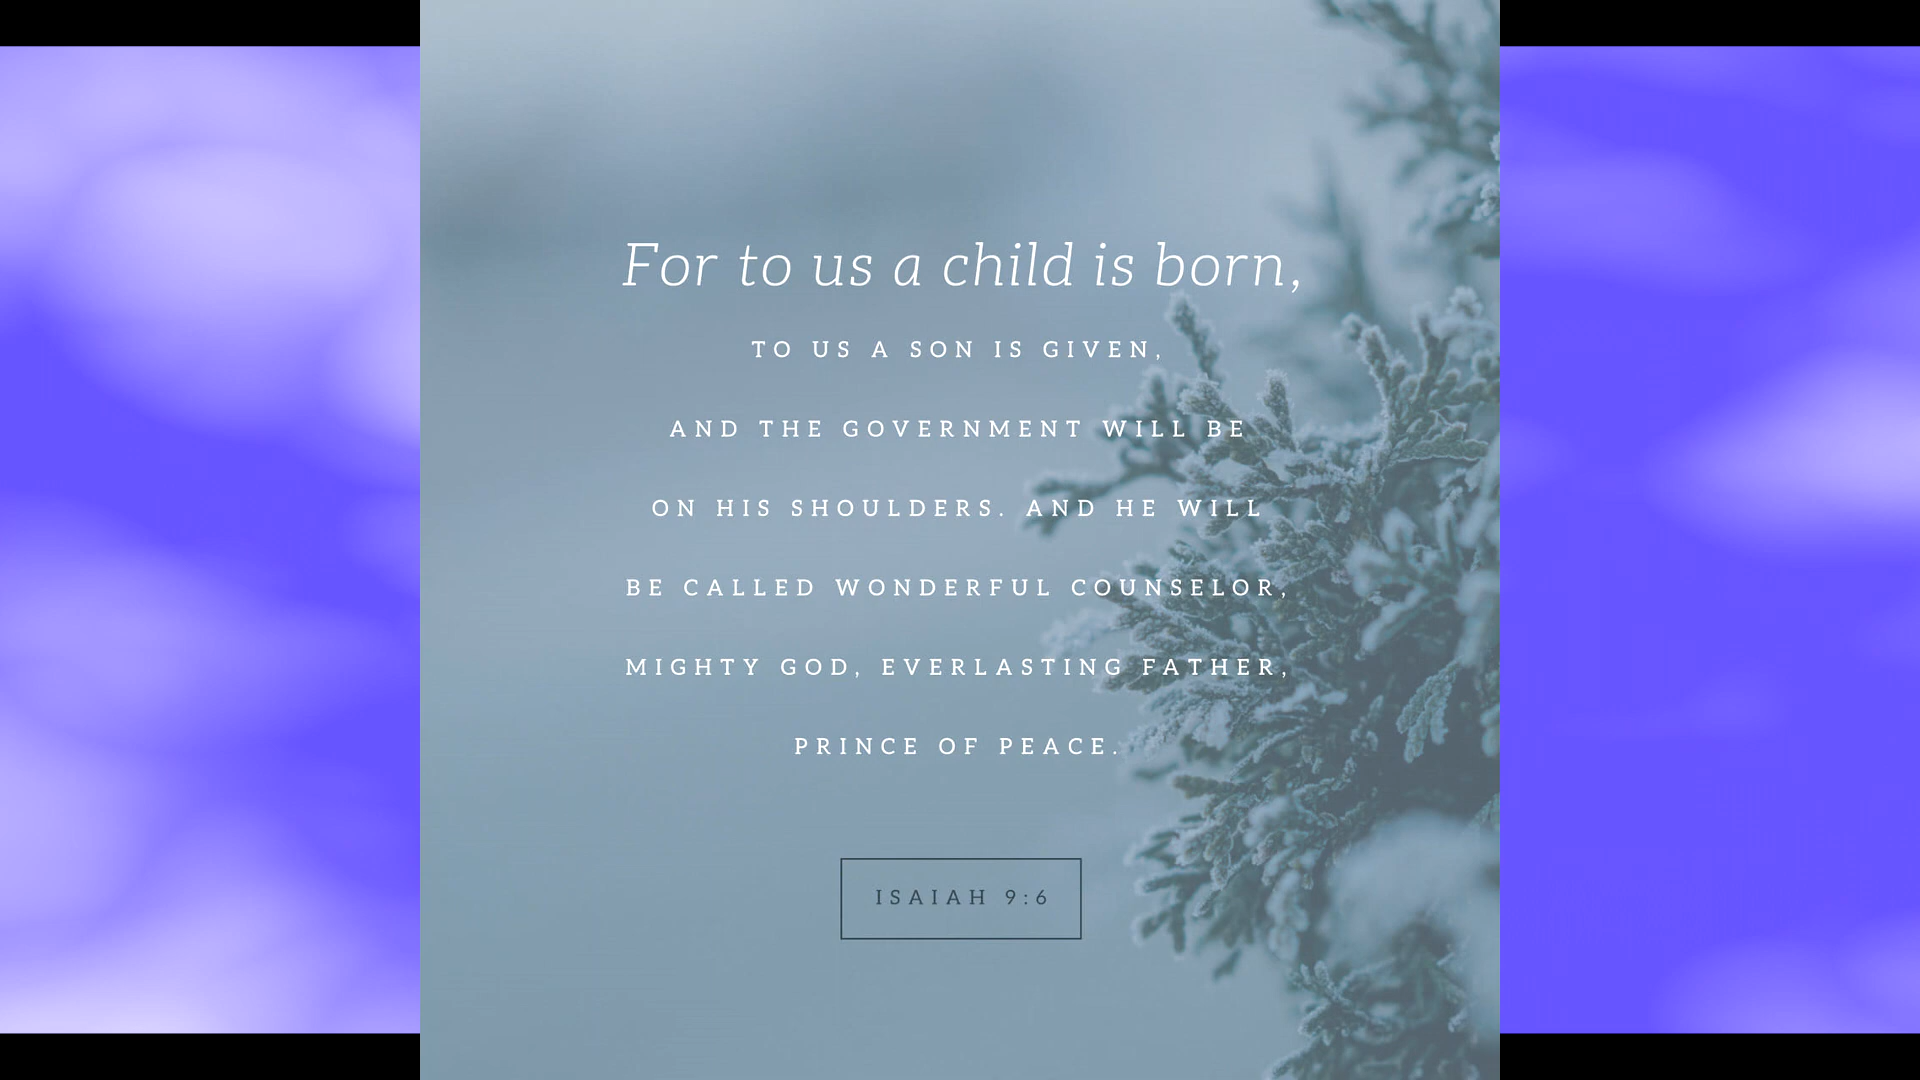 For to us a child is born,
TO US A SON IS GIVEN,
AND THE GOVERNMENT WILL BE
ON HIS SHOULDERS. AND HE WILL
BE CALLED WONDERFUL COUNSELOR,
MIGHTY GOD, EVERLASTING FATHER,
PRINCE OF PEACE.
ISAIAH 9:6